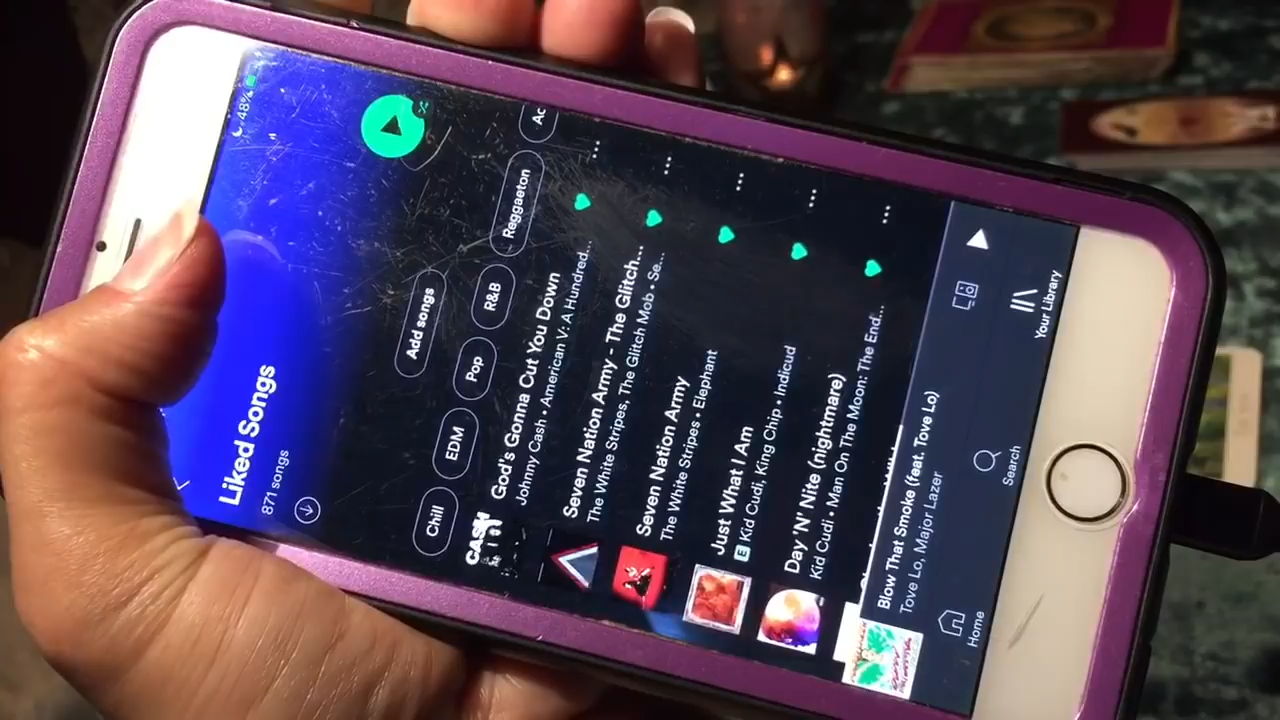 48%
Liked Songs
871 songs
Add songs
Chill
EDM
Pop
R&B
Reggaeton
Ac
CASH
God's Gonna Cut You Down
Johnny Cash • American V: A Hundred...
Seven Nation Army - The Glitch...
The White Stripes, The Glitch Mob • Se...
Seven Nation Army
The White Stripes • Elephant
Just What I Am
E Kid Cudi, King Chip • Indicud
Day 'N' Nite (nightmare)
Kid Cudi • Man On The Moon: The End...
Blow That Smoke (feat. Tove Lo)
Tove Lo, Major Lazer
Home
Search
Your Library